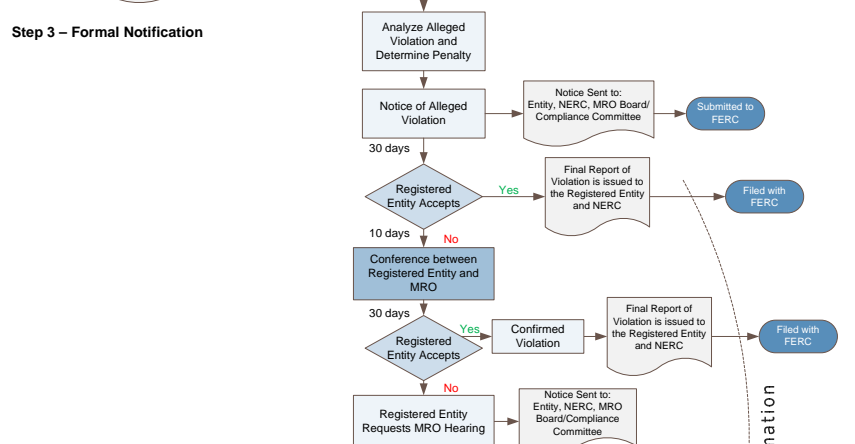 Step 3 – Formal Notification
Analyze Alleged
Violation and
Determine Penalty
Notice of Alleged
Violation
Notice Sent to:
Entity, NERC, MRO Board/
Compliance Committee
Submitted to
FERC
30 days
Registered
Entity Accepts
Yes
Final Report of
Violation is issued to
the Registered Entity
and NERC
Filed with
FERC
10 days
No
Conference between
Registered Entity and
MRO
30 days
Registered
Entity Accepts
Yes
Confirmed
Violation
Final Report of
Violation is issued to
the Registered Entity
and NERC
Filed with
FERC
No
Registered Entity
Requests MRO Hearing
Notice Sent to:
Entity, NERC, MRO
Board/Compliance
Committee